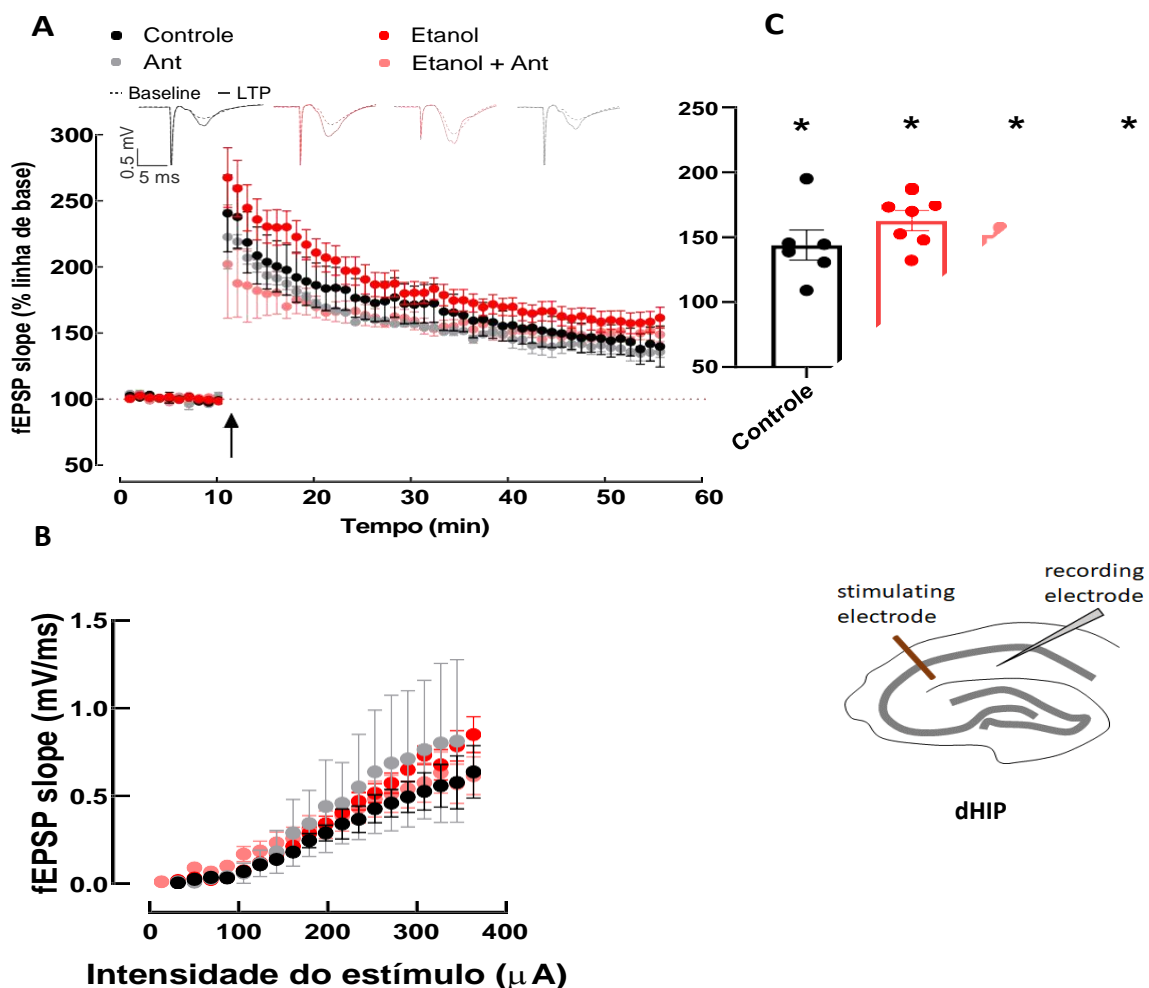 A
Controle
Etanol
Ant
Etanol + Ant
Baseline
LTP
0.5 mV
5 ms
fEPSP slope (% linha de base)
300
250
200
150
100
50
0 10 20 30 40 50 60
Tempo (min)
C
* * * *
250
200
150
100
50
Controle
B
fEPSP slope (mV/ms)
1.5
1.0
0.5
0.0
0 100 200 300 400
Intensidade do estímulo (μ A)
stimulating
electrode
recording
electrode
dHIP